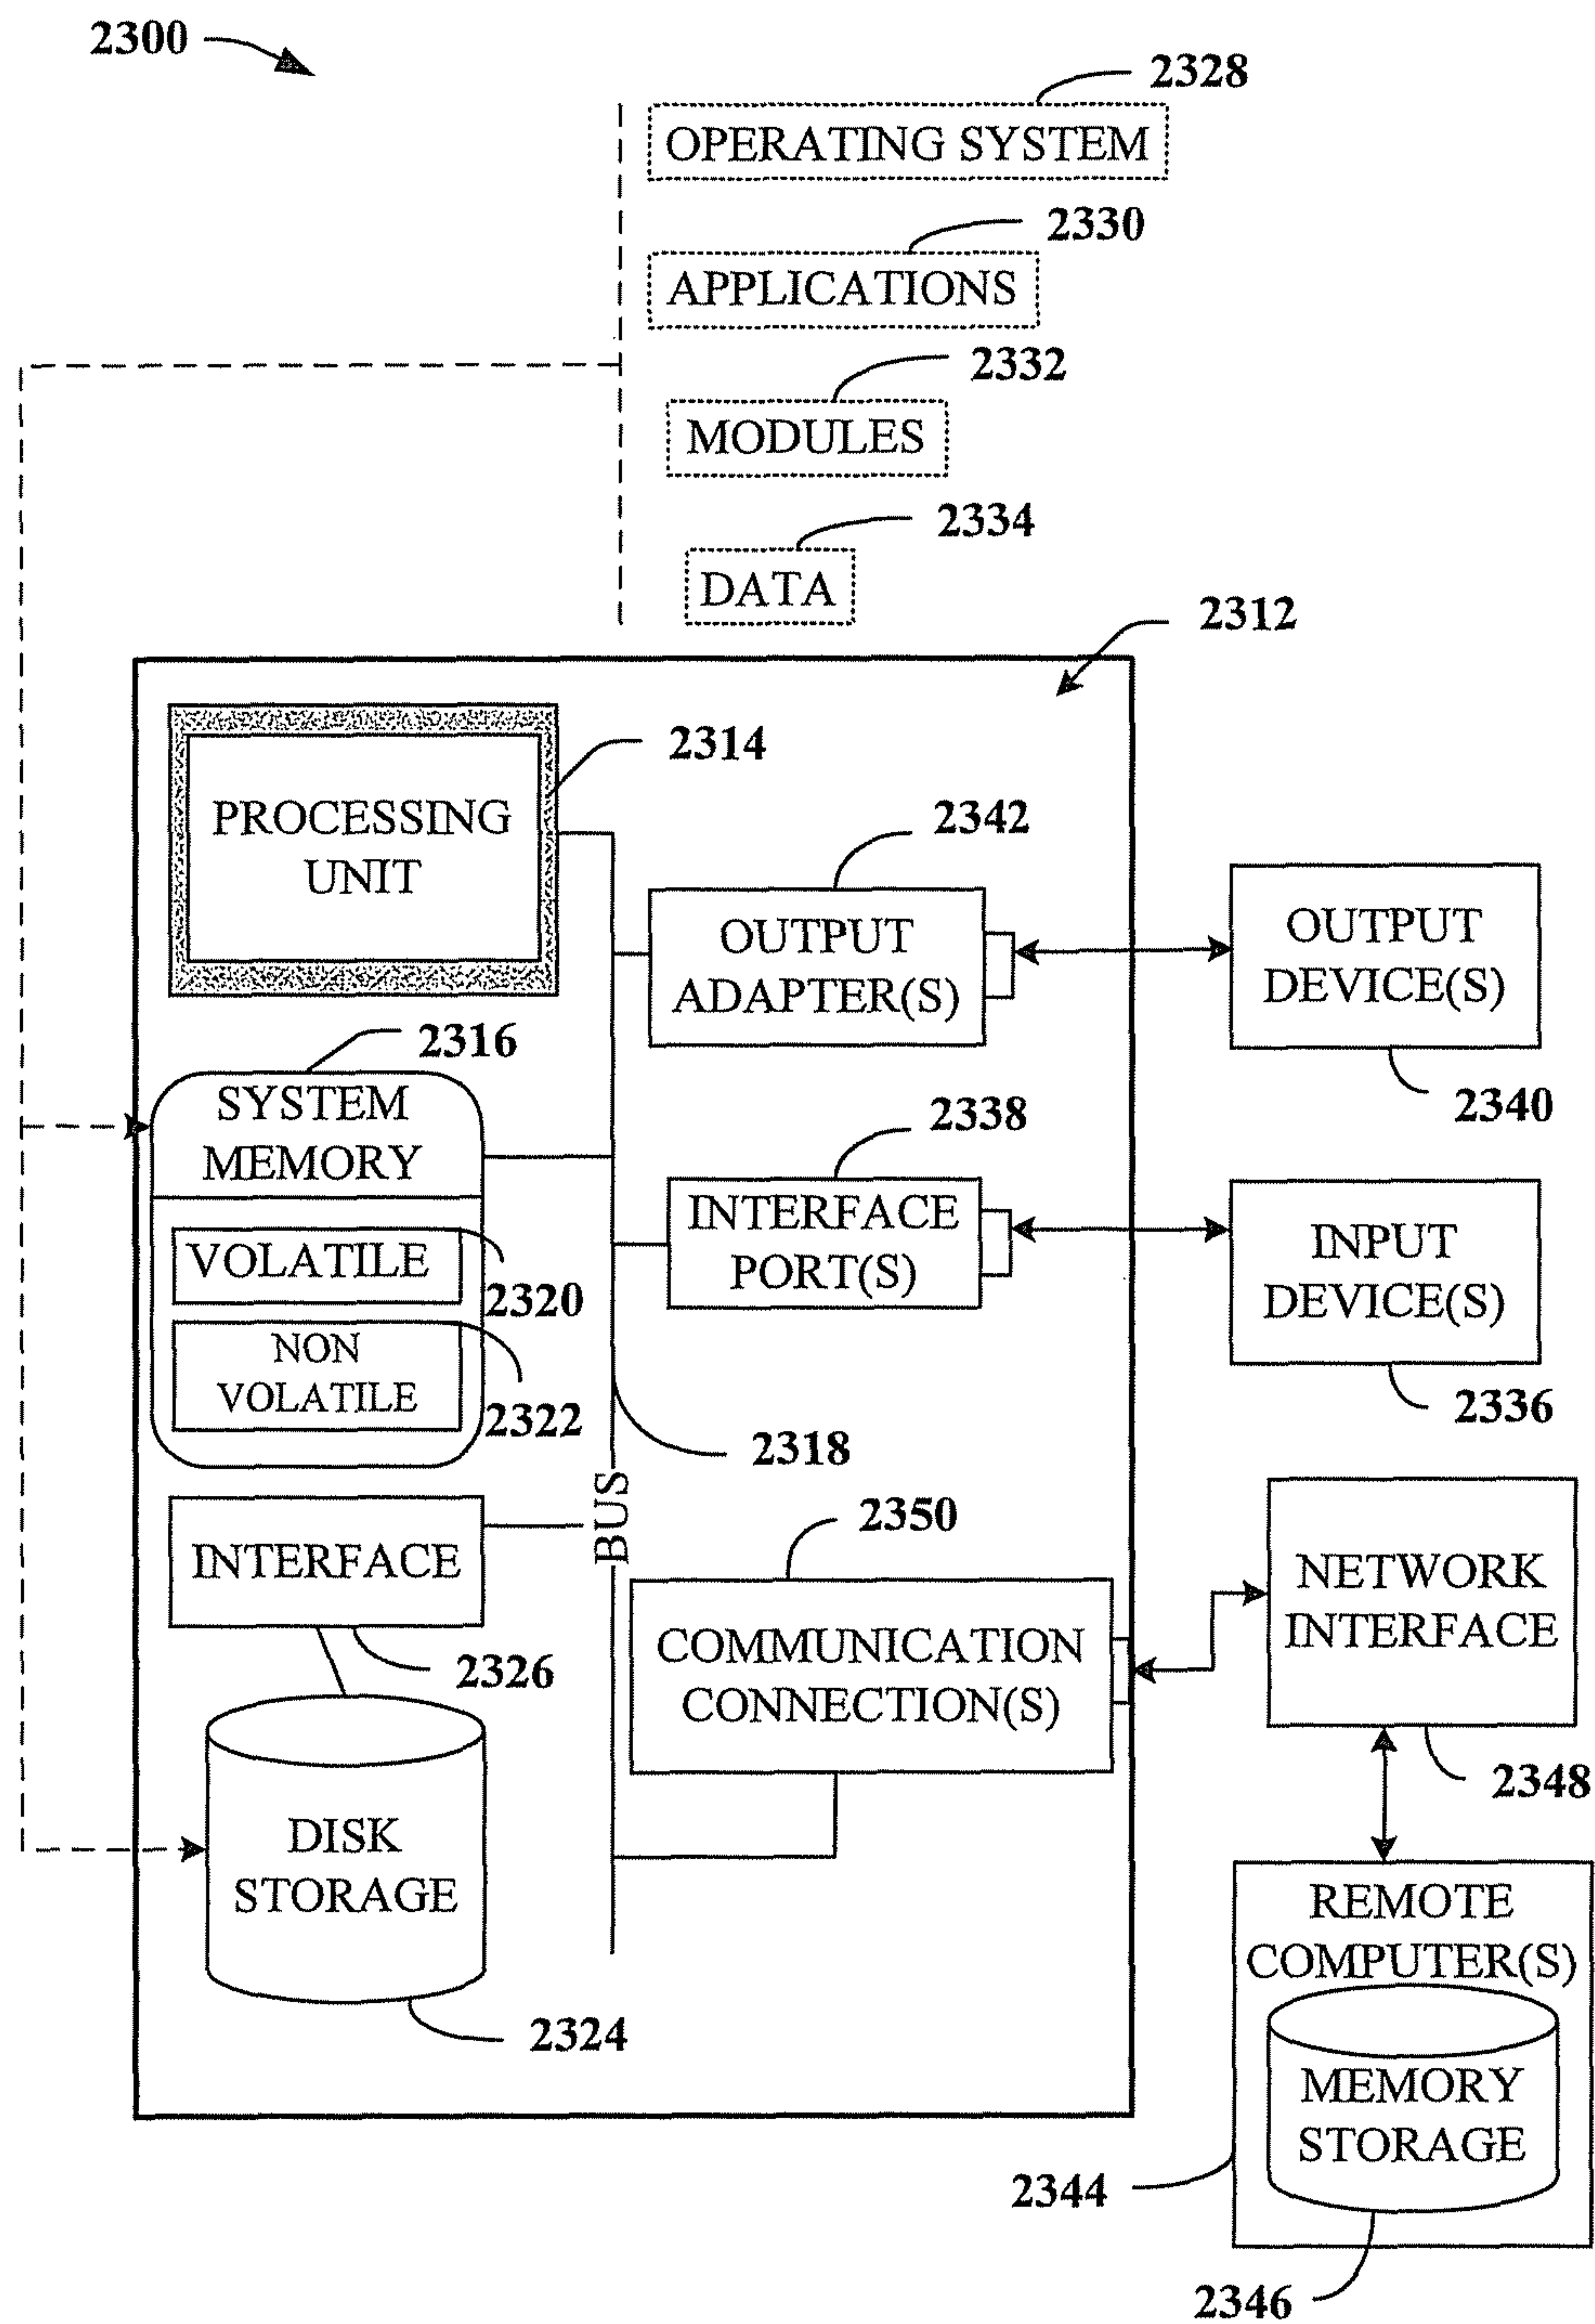 2300
2328
OPERATING SYSTEM
2330
APPLICATIONS
2332
MODULES
2334
DATA
2312
2314
PROCESSING
UNIT
2342
OUTPUT
ADAPTER(S)
OUTPUT
DEVICE(S)
2340
2316
SYSTEM
MEMORY
2338
INTERFACE
PORT(S)
INPUT
DEVICE(S)
2336
VOLATILE
2320
NON
VOLATILE
2322
2318
BUS
INTERFACE
2326
2350
COMMUNICATION
CONNECTION(S)
NETWORK
INTERFACE
2348
DISK
STORAGE
2324
REMOTE
COMPUTER(S)
MEMORY
STORAGE
2344
2346